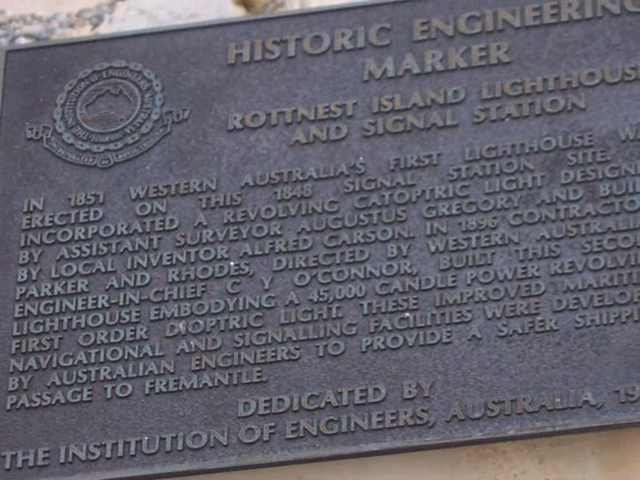 HISTORIC ENGINEERING
MARKER
ROTTNEST ISLAND LIGHTHOUSE
AND SIGNAL STATION
IN 1851 WESTERN AUSTRALIA'S FIRST LIGHTHOUSE W
ERECTED ON THIS 1848 SIGNAL STATION SITE.
INCORPORATED A REVOLVING CATOPTRIC LIGHT DESIGN
BY ASSISTANT SURVEYOR AUGUSTUS GREGORY AND BUI
BY LOCAL INVENTOR ALFRED CARSON. IN 1896 CONTRACTO
PARKER AND RHODES, DIRECTED BY WESTERN AUSTRALI
ENGINEER-IN-CHIEF C Y O'CONNOR, BUILT THIS SECO
LIGHTHOUSE EMBODYING A 45,000 CANDLE POWER REVOLVI
FIRST ORDER DIOPTRIC LIGHT. THESE IMPROVED MARITI
NAVIGATIONAL AND SIGNALLING FACILITIES WERE DEVELOP
BY AUSTRALIAN ENGINEERS TO PROVIDE A SAFER SHIPPI
PASSAGE TO FREMANTLE.
DEDICATED BY
THE INSTITUTION OF ENGINEERS, AUSTRALIA, 19